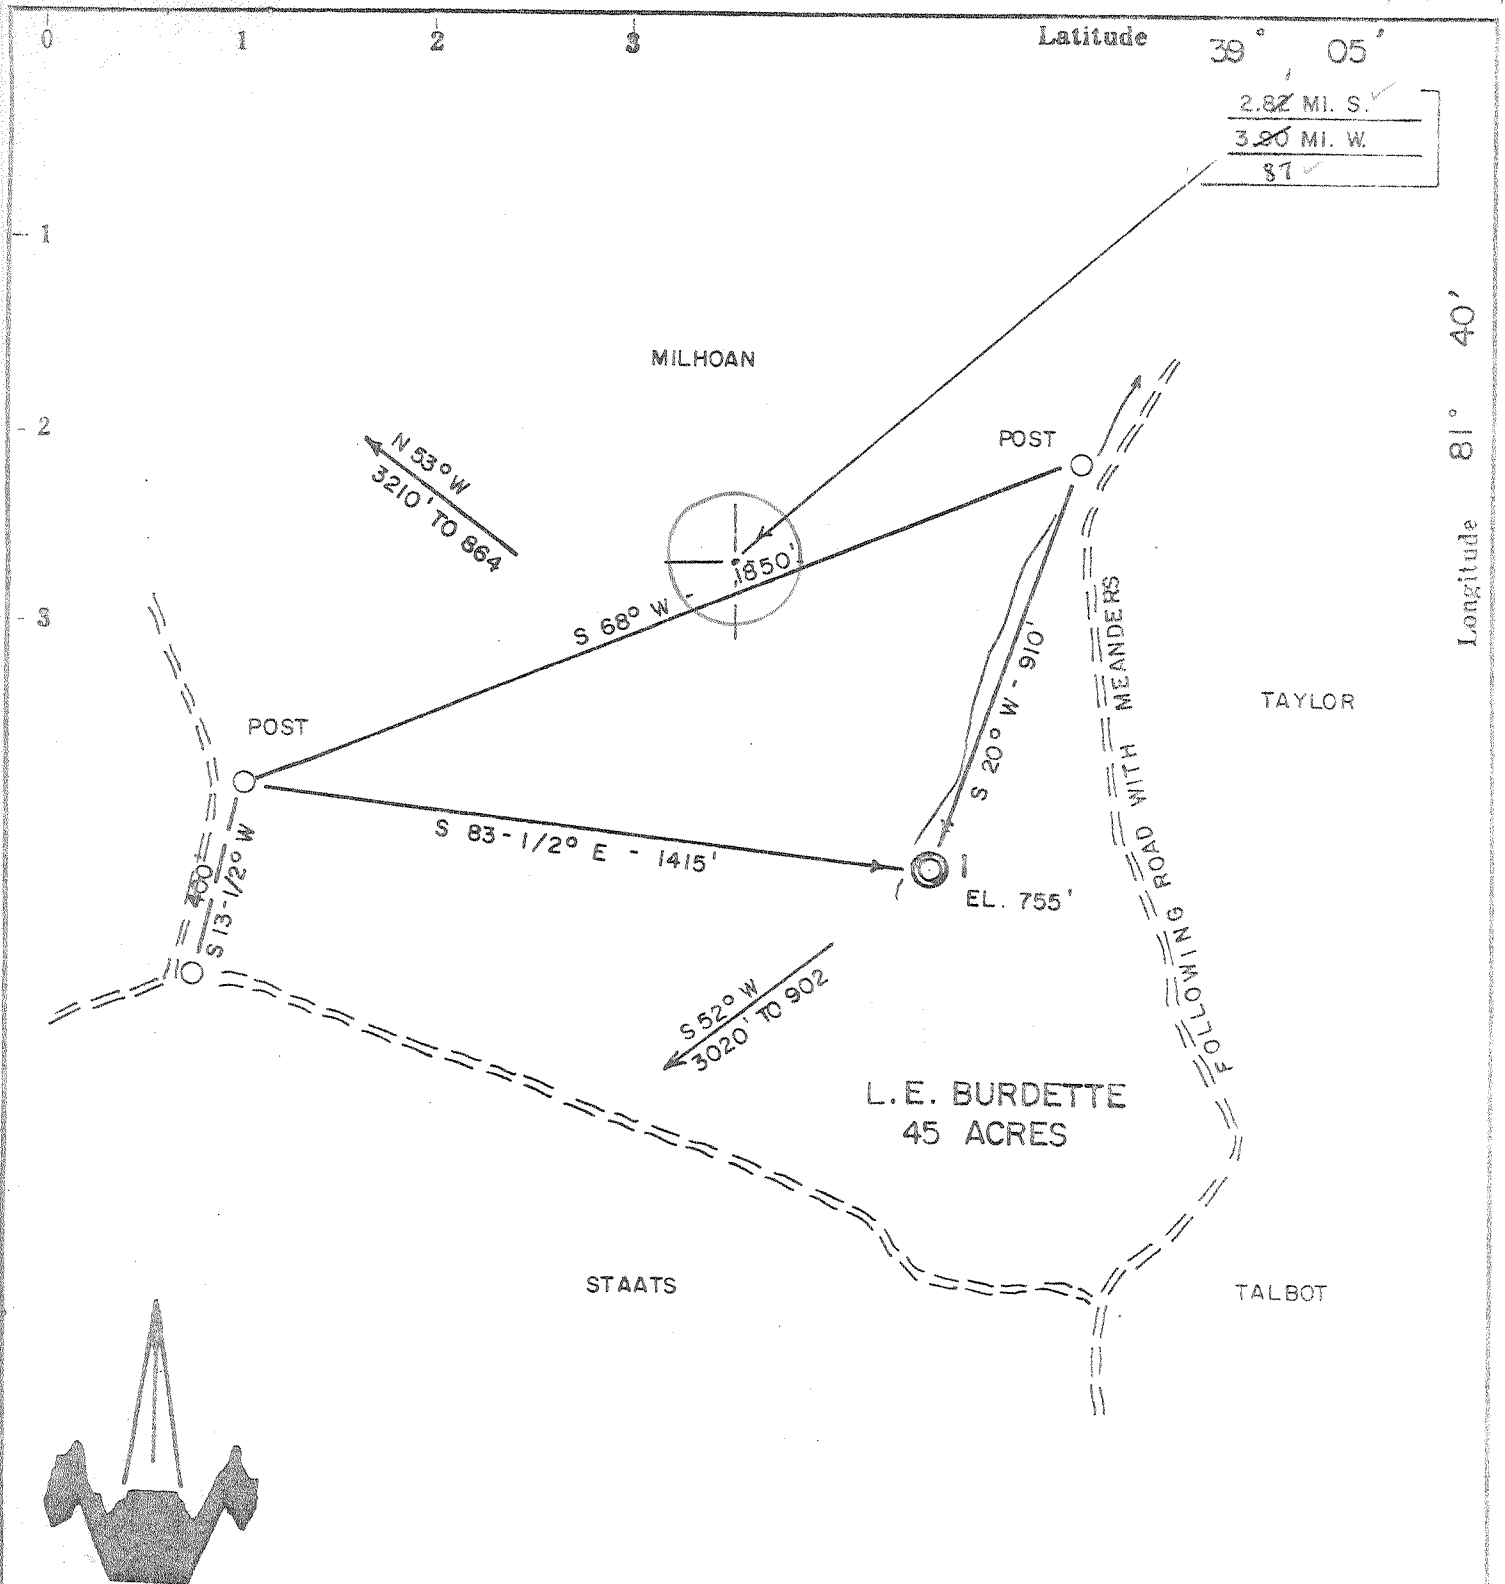 0 1 2 3 Latitude 39° 05'
2.82 MI. S.
3.90 MI. W.
87
1
2
3
Longitude 81° 40'
MILHOAN
POST
N 53° W
3210' TO 864
1850'
S 68° W -
S 20° W - 910'
FOLLOWING ROAD WITH MEANDERS
TAYLOR
POST
S 83-1/2° E - 1415'
1
EL. 755'
400'
S 13-1/2° W
S 52° W
3020' TO 902
L.E. BURDETTE
45 ACRES
STAATS
TALBOT